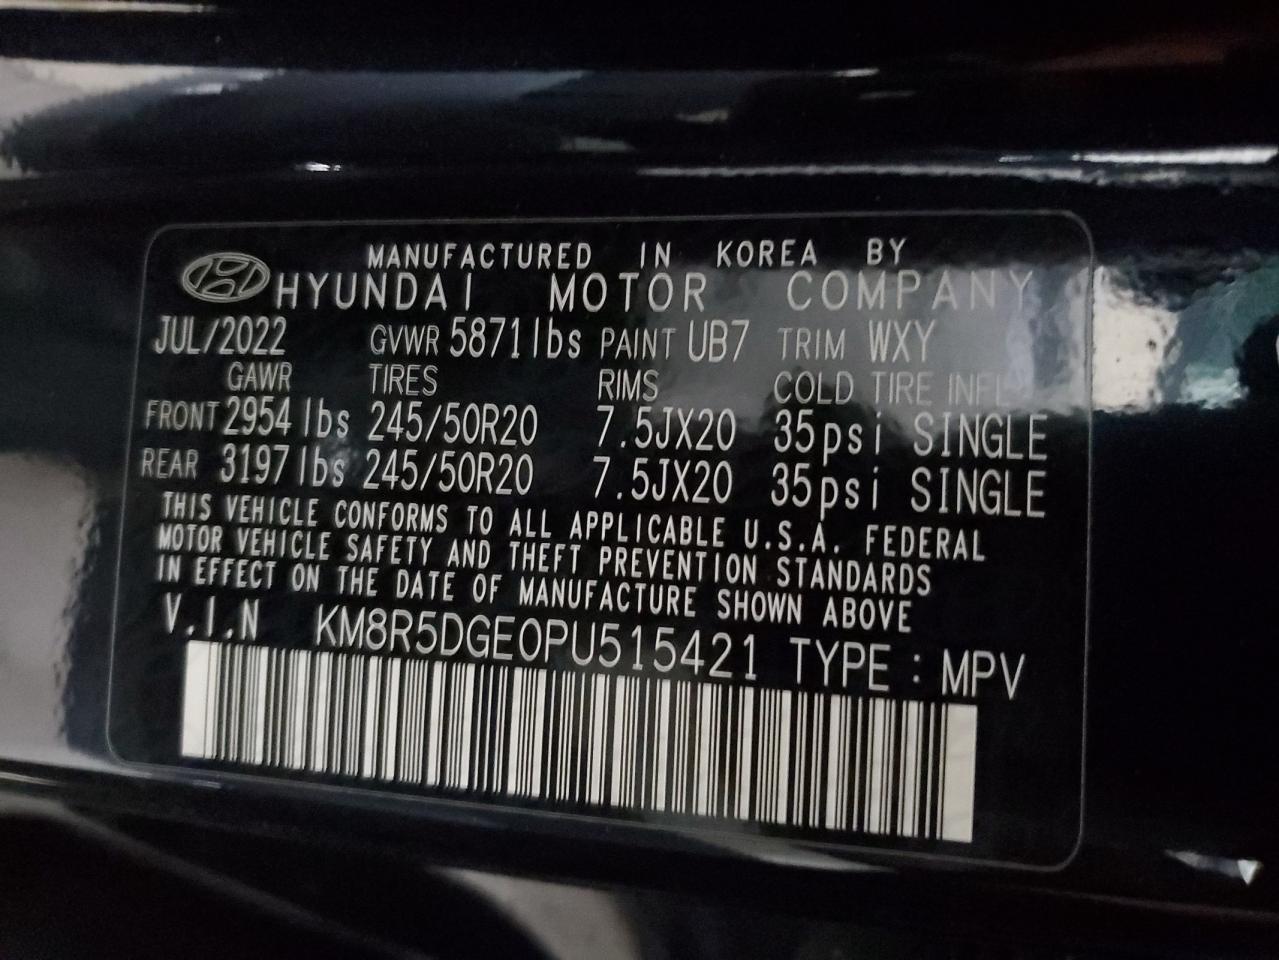 MANUFACTURED IN KOREA BY
HYUNDAI MOTOR COMPANY
JUL/2022 GVWR 5871lbs PAINT UB7 TRIM WXY
GAWR TIRES RIMS COLD TIRE INFL
FRONT 2954lbs 245/50R20 7.5JX20 35psi SINGLE
REAR 3197lbs 245/50R20 7.5JX20 35psi SINGLE
THIS VEHICLE CONFORMS TO ALL APPLICABLE U.S.A. FEDERAL
MOTOR VEHICLE SAFETY AND THEFT PREVENTION STANDARDS
IN EFFECT ON THE DATE OF MANUFACTURE SHOWN ABOVE
V.I.N KM8R5DGE0PU515421 TYPE : MPV